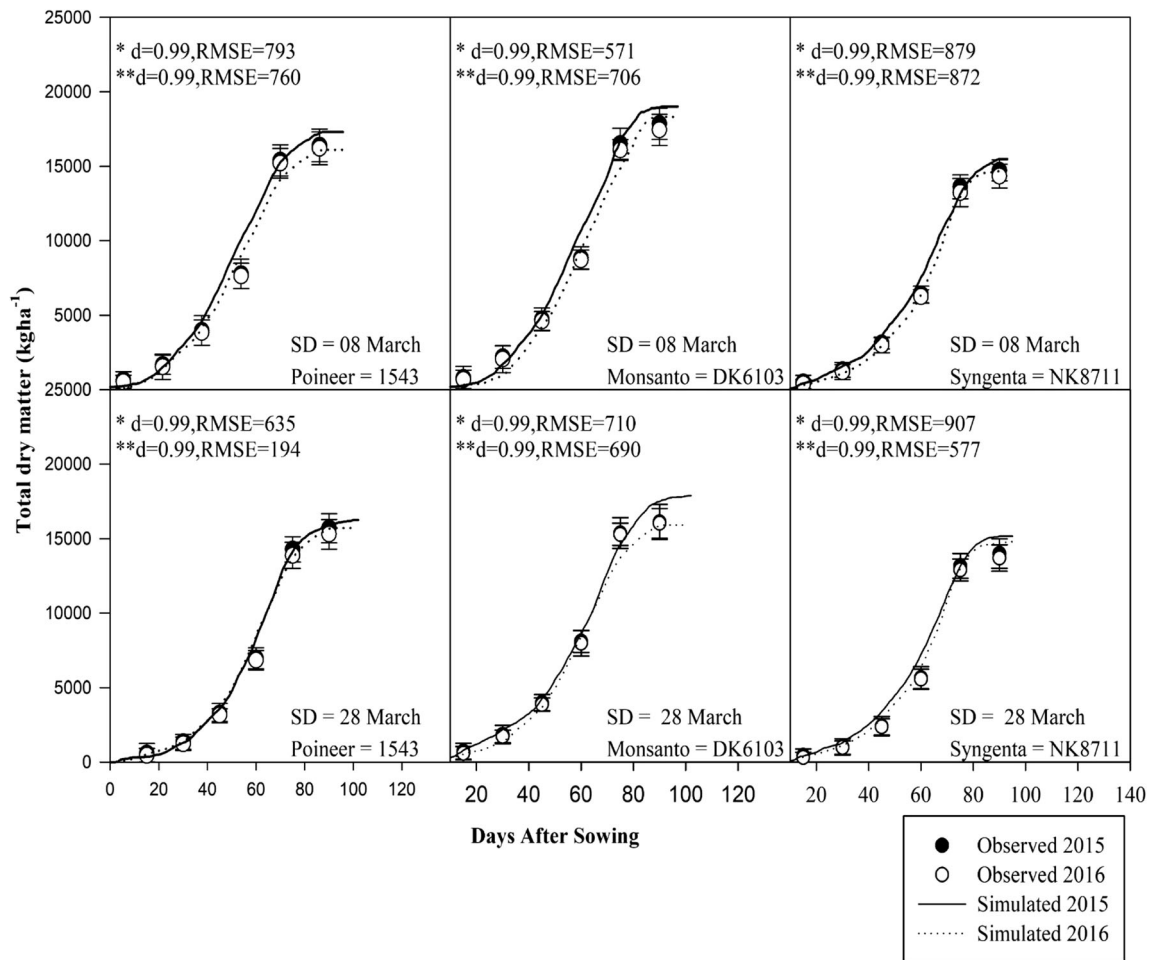 25000
20000
15000
10000
5000
25000
20000
15000
10000
5000
0
Total dry matter (kgha-1)
* d=0.99,RMSE=793
**d=0.99,RMSE=760
SD = 08 March
Poineer = 1543
* d=0.99,RMSE=571
**d=0.99,RMSE=706
SD = 08 March
Monsanto = DK6103
* d=0.99,RMSE=879
**d=0.99,RMSE=872
SD = 08 March
Syngenta = NK8711
* d=0.99,RMSE=635
**d=0.99,RMSE=194
SD = 28 March
Poineer = 1543
* d=0.99,RMSE=710
**d=0.99,RMSE=690
SD = 28 March
Monsanto = DK6103
* d=0.99,RMSE=907
**d=0.99,RMSE=577
SD = 28 March
Syngenta = NK8711
0 20 40 60 80 100 120
20 40 60 80 100 120
20 40 60 80 100 120 140
Days After Sowing
Observed 2015
Observed 2016
Simulated 2015
Simulated 2016